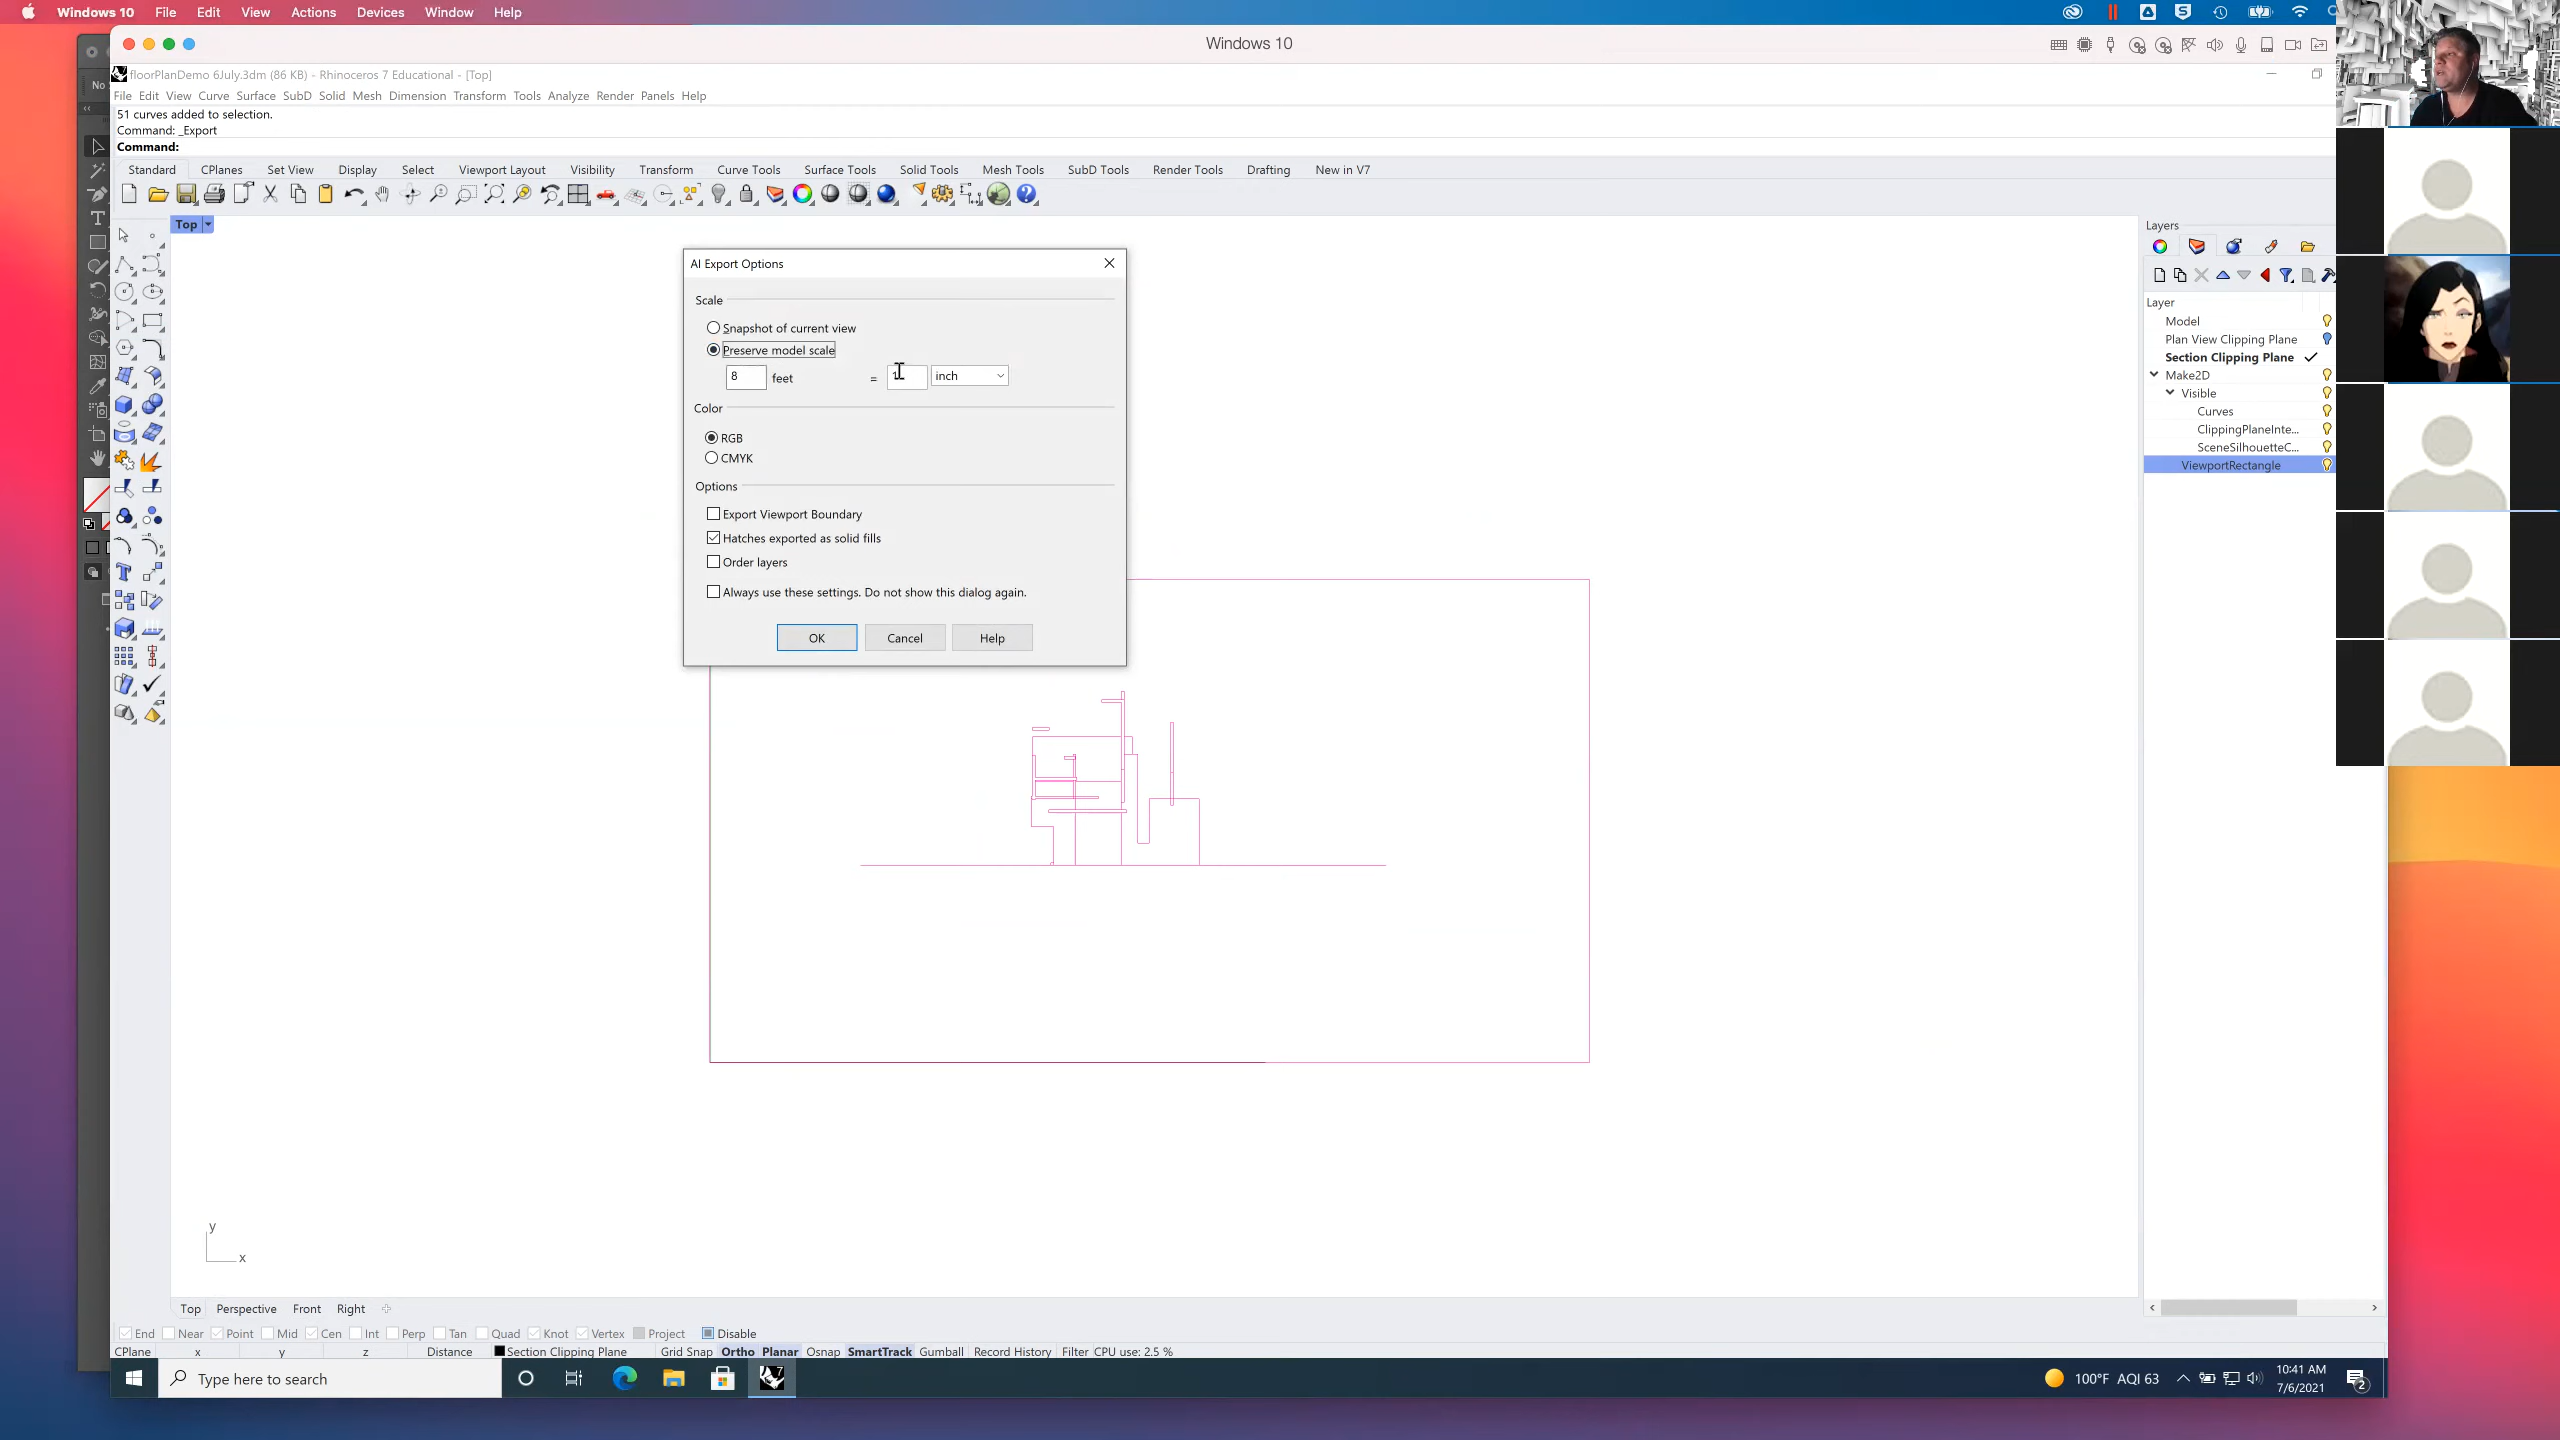 Windows 10 File Edit View Actions Devices Window Help
Windows 10
No
floorPlanDemo 6July.3dm (86 KB) - Rhinoceros 7 Educational - [Top]
File Edit View Curve Surface SubD Solid Mesh Dimension Transform Tools Analyze Render Panels Help
51 curves added to selection.
Command: _Export
Command:
Standard CPlanes Set View Display Select Viewport Layout Visibility Transform Curve Tools Surface Tools Solid Tools Mesh Tools SubD Tools Render Tools Drafting New in V7
Top
AI Export Options
Scale
Snapshot of current view
Preserve model scale
8 feet = 1 inch
Color
RGB
CMYK
Options
Export Viewport Boundary
Hatches exported as solid fills
Order layers
Always use these settings. Do not show this dialog again.
OK Cancel Help
Layers
Layer
Model
Plan View Clipping Plane
Section Clipping Plane
Make2D
Visible
Curves
ClippingPlaneInte...
SceneSilhouetteC...
ViewportRectangle
y
x
Top Perspective Front Right
End Near Point Mid Cen Int Perp Tan Quad Knot Vertex Project Disable
CPlane x y z Distance Section Clipping Plane Grid Snap Ortho Planar Osnap SmartTrack Gumball Record History Filter CPU use: 2.5 %
Type here to search
100°F AQI 63
10:41 AM
7/6/2021
2